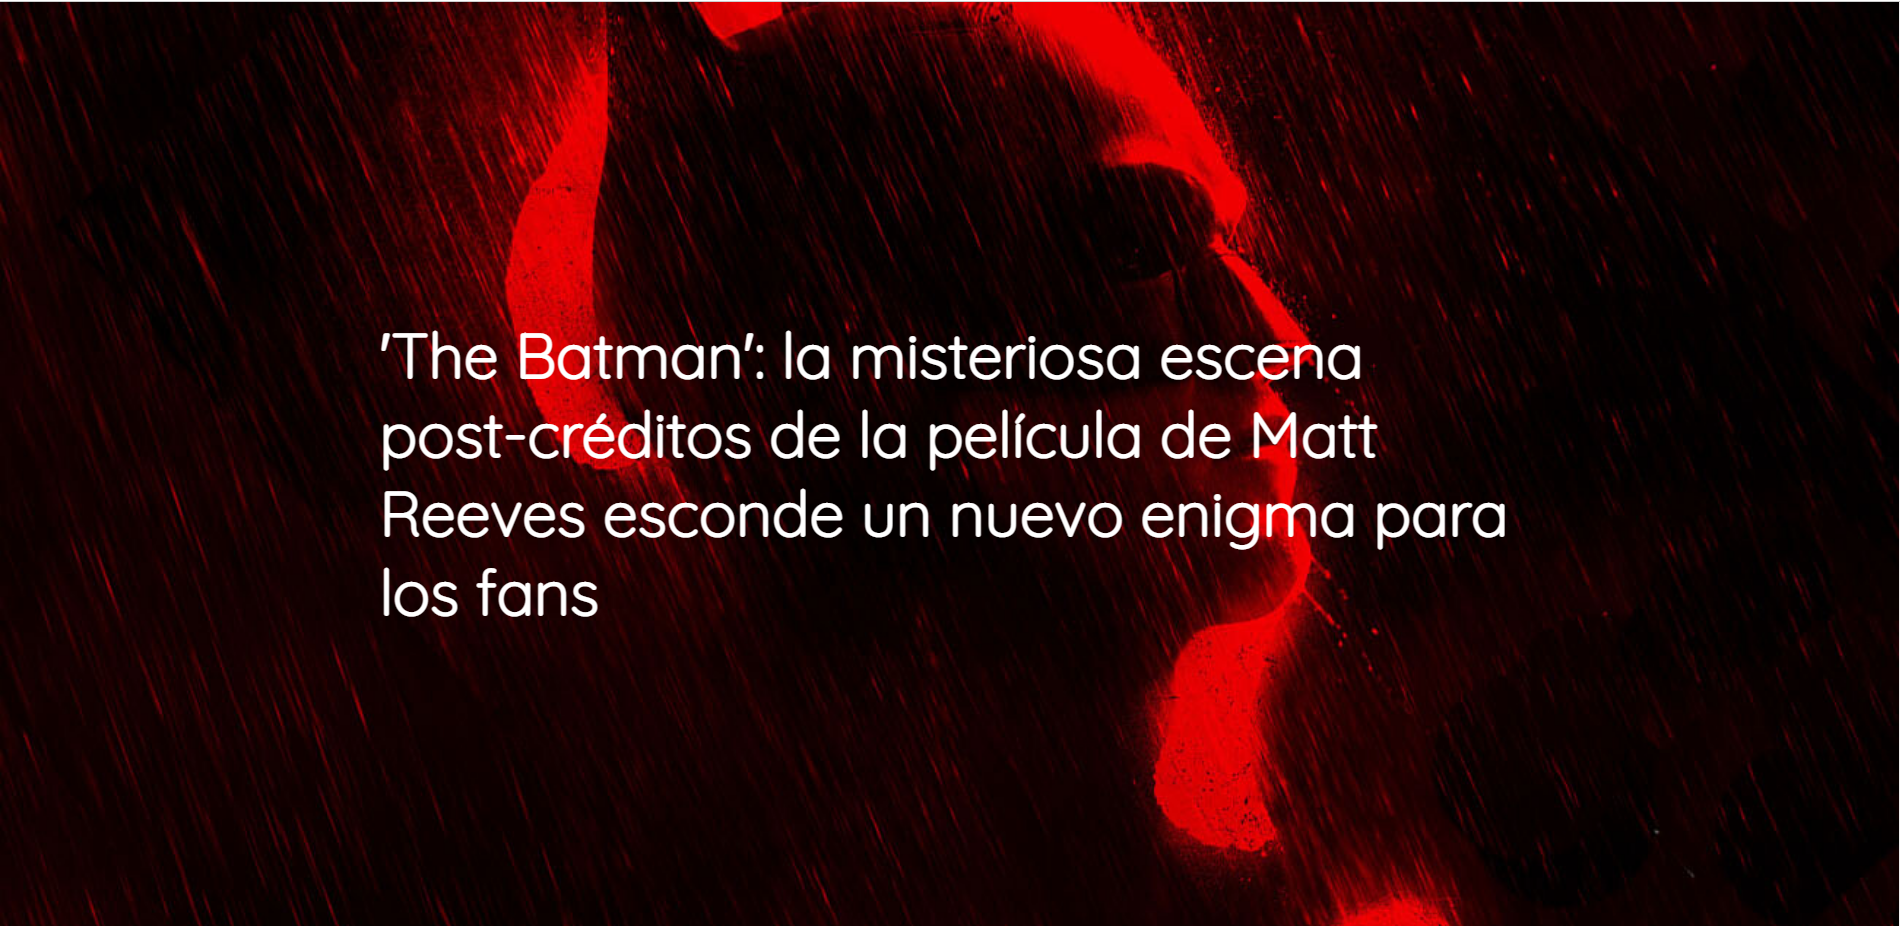 'The Batman': la misteriosa escena
post-créditos de la película de Matt
Reeves esconde un nuevo enigma para
los fans